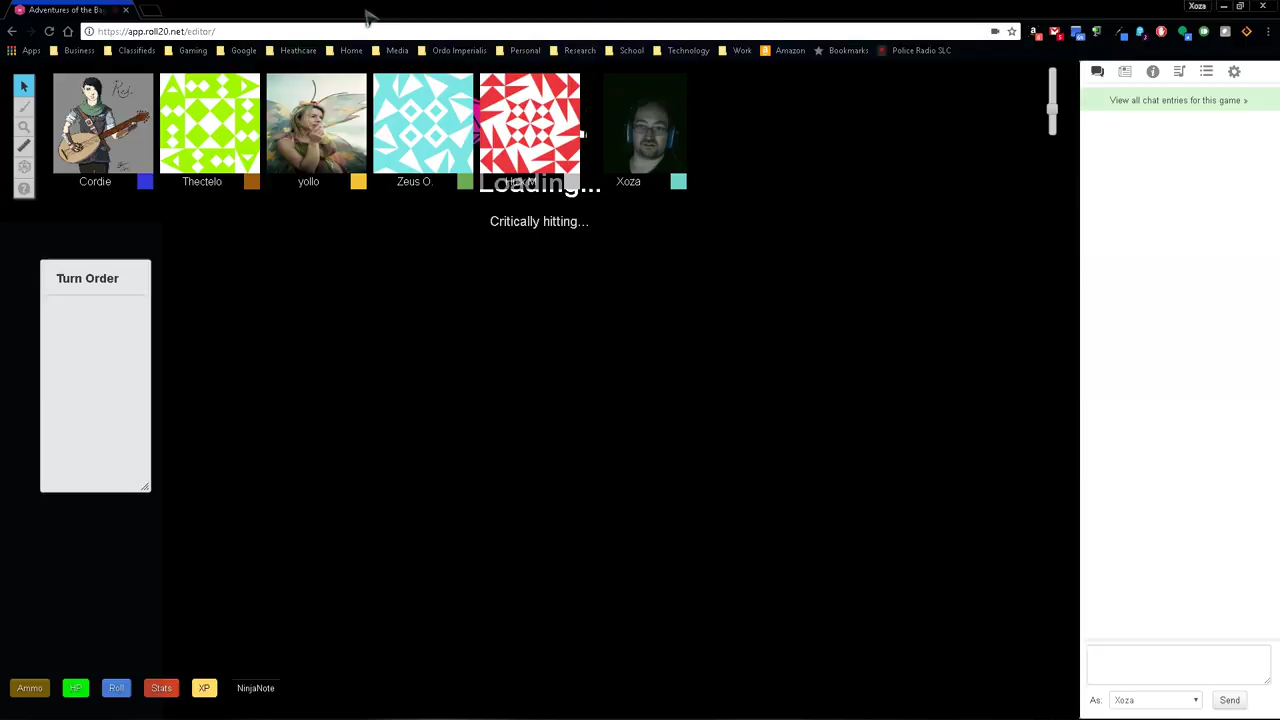 Adventures of the Ba
Xoza
https://app.roll20.net/editor/
Apps Business Classifieds Gaming Google Heathcare Home Media Ordo Imperialis Personal Research School Technology Work Amazon Bookmarks Police Radio SLC
View all chat entries for this game »
Cordie Thectelo yollo Zeus O. Xoza
Loading...
Critically hitting...
Turn Order
Ammo HP Roll Stats XP NinjaNote
As: Xoza Send